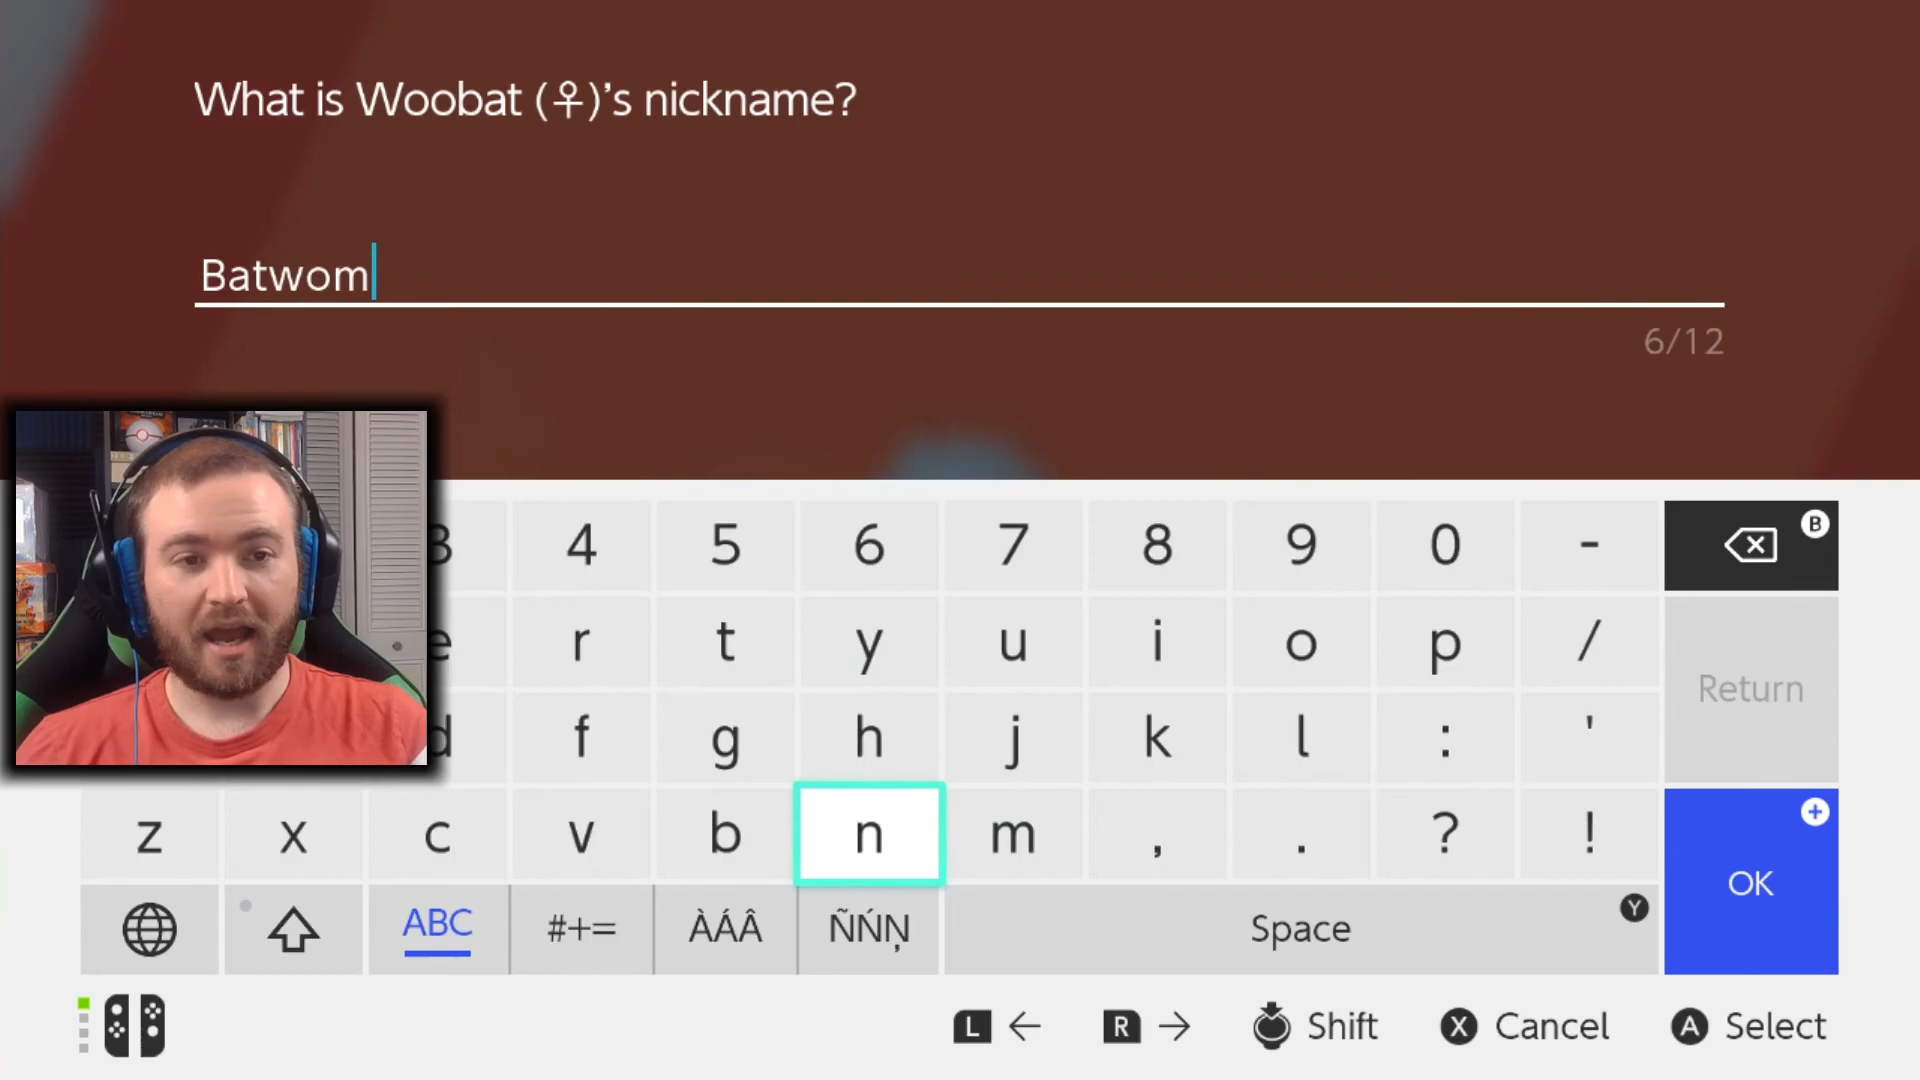 What is Woobat (♀)'s nickname?
Batwom
6/12
3 4 5 6 7 8 9 0 -
B
e r t y u i o p /
Return
d f g h j k l : '
z x c v b n m , . ? !
+
OK
ABC #+= ÀÁÂ ÑŃŅ Space
Y
L ← R → Shift X Cancel A Select